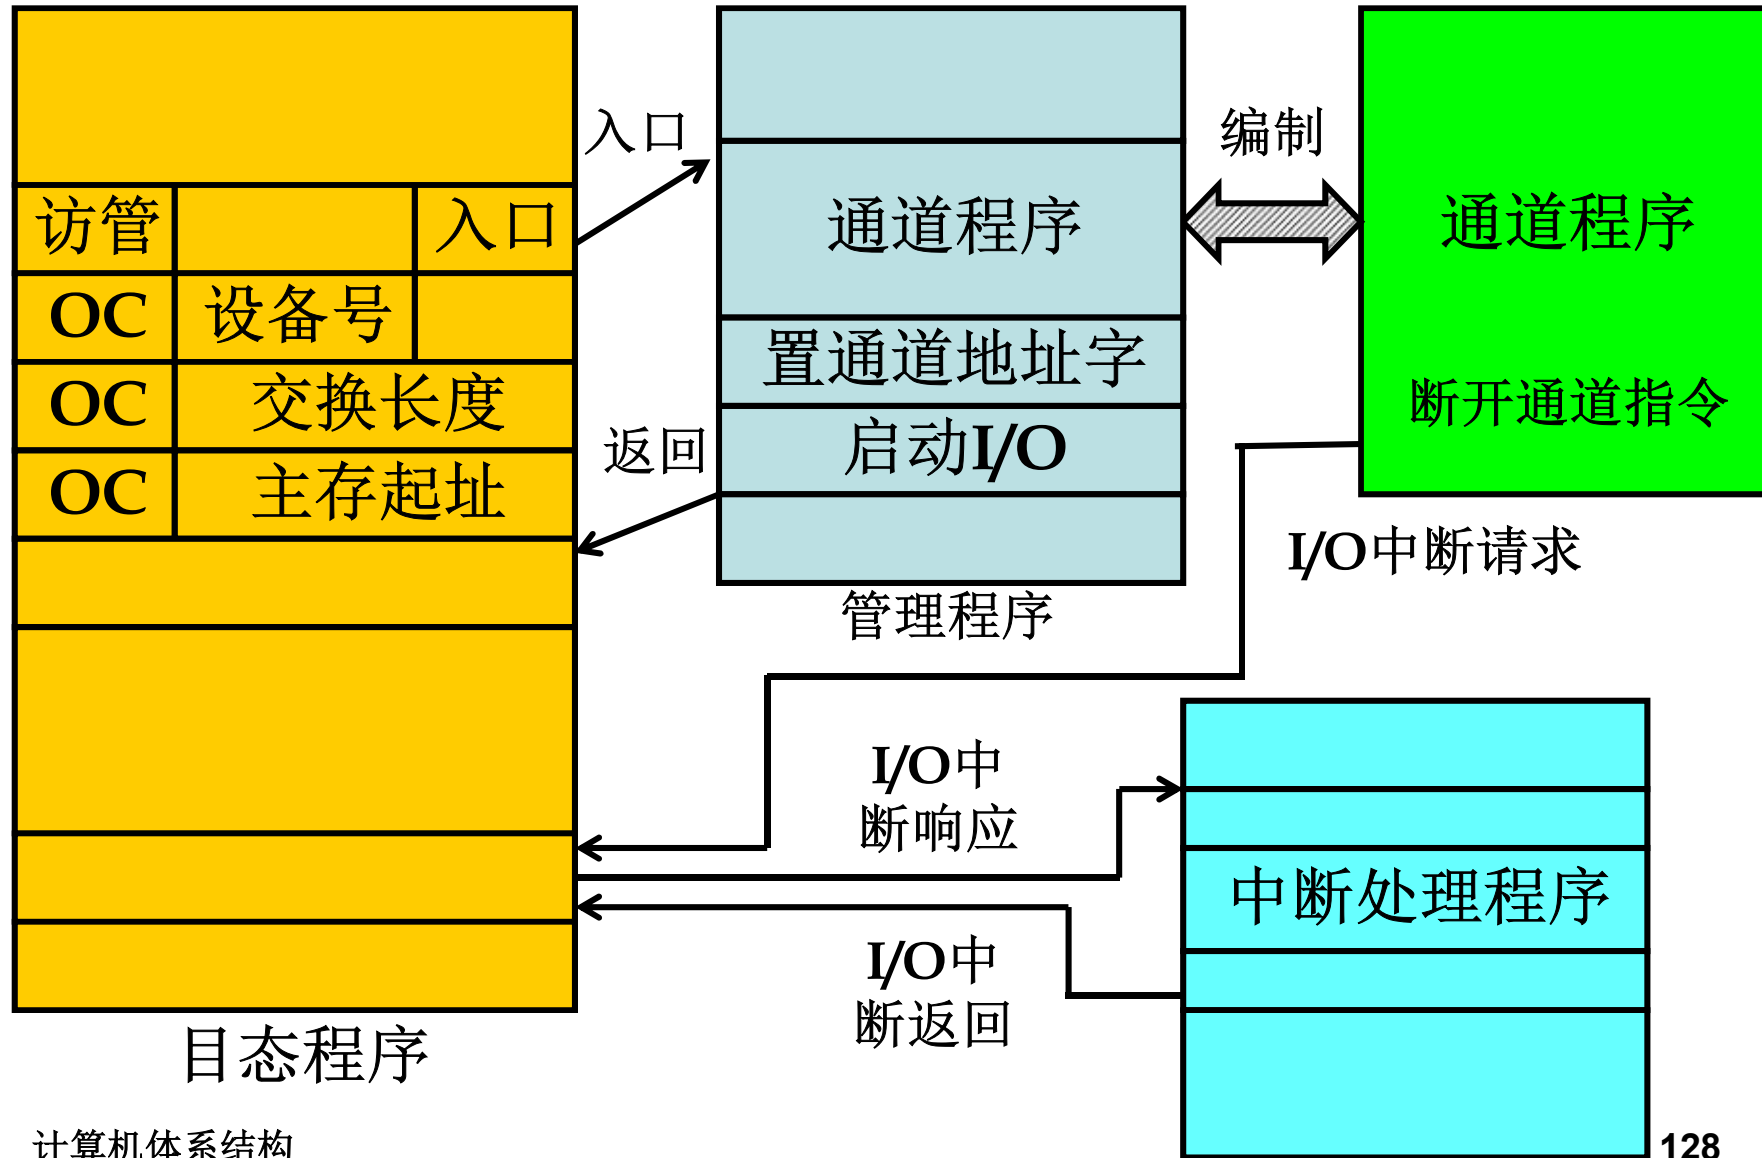 入口
编制
访管 入口
通道程序
通道程序
OC 设备号
置通道地址字
OC 交换长度
断开通道指令
返回
启动I/O
OC 主存起址
I/O中断请求
管理程序
I/O中
断响应
中断处理程序
I/O中
断返回
目态程序
计算机体系结构
128